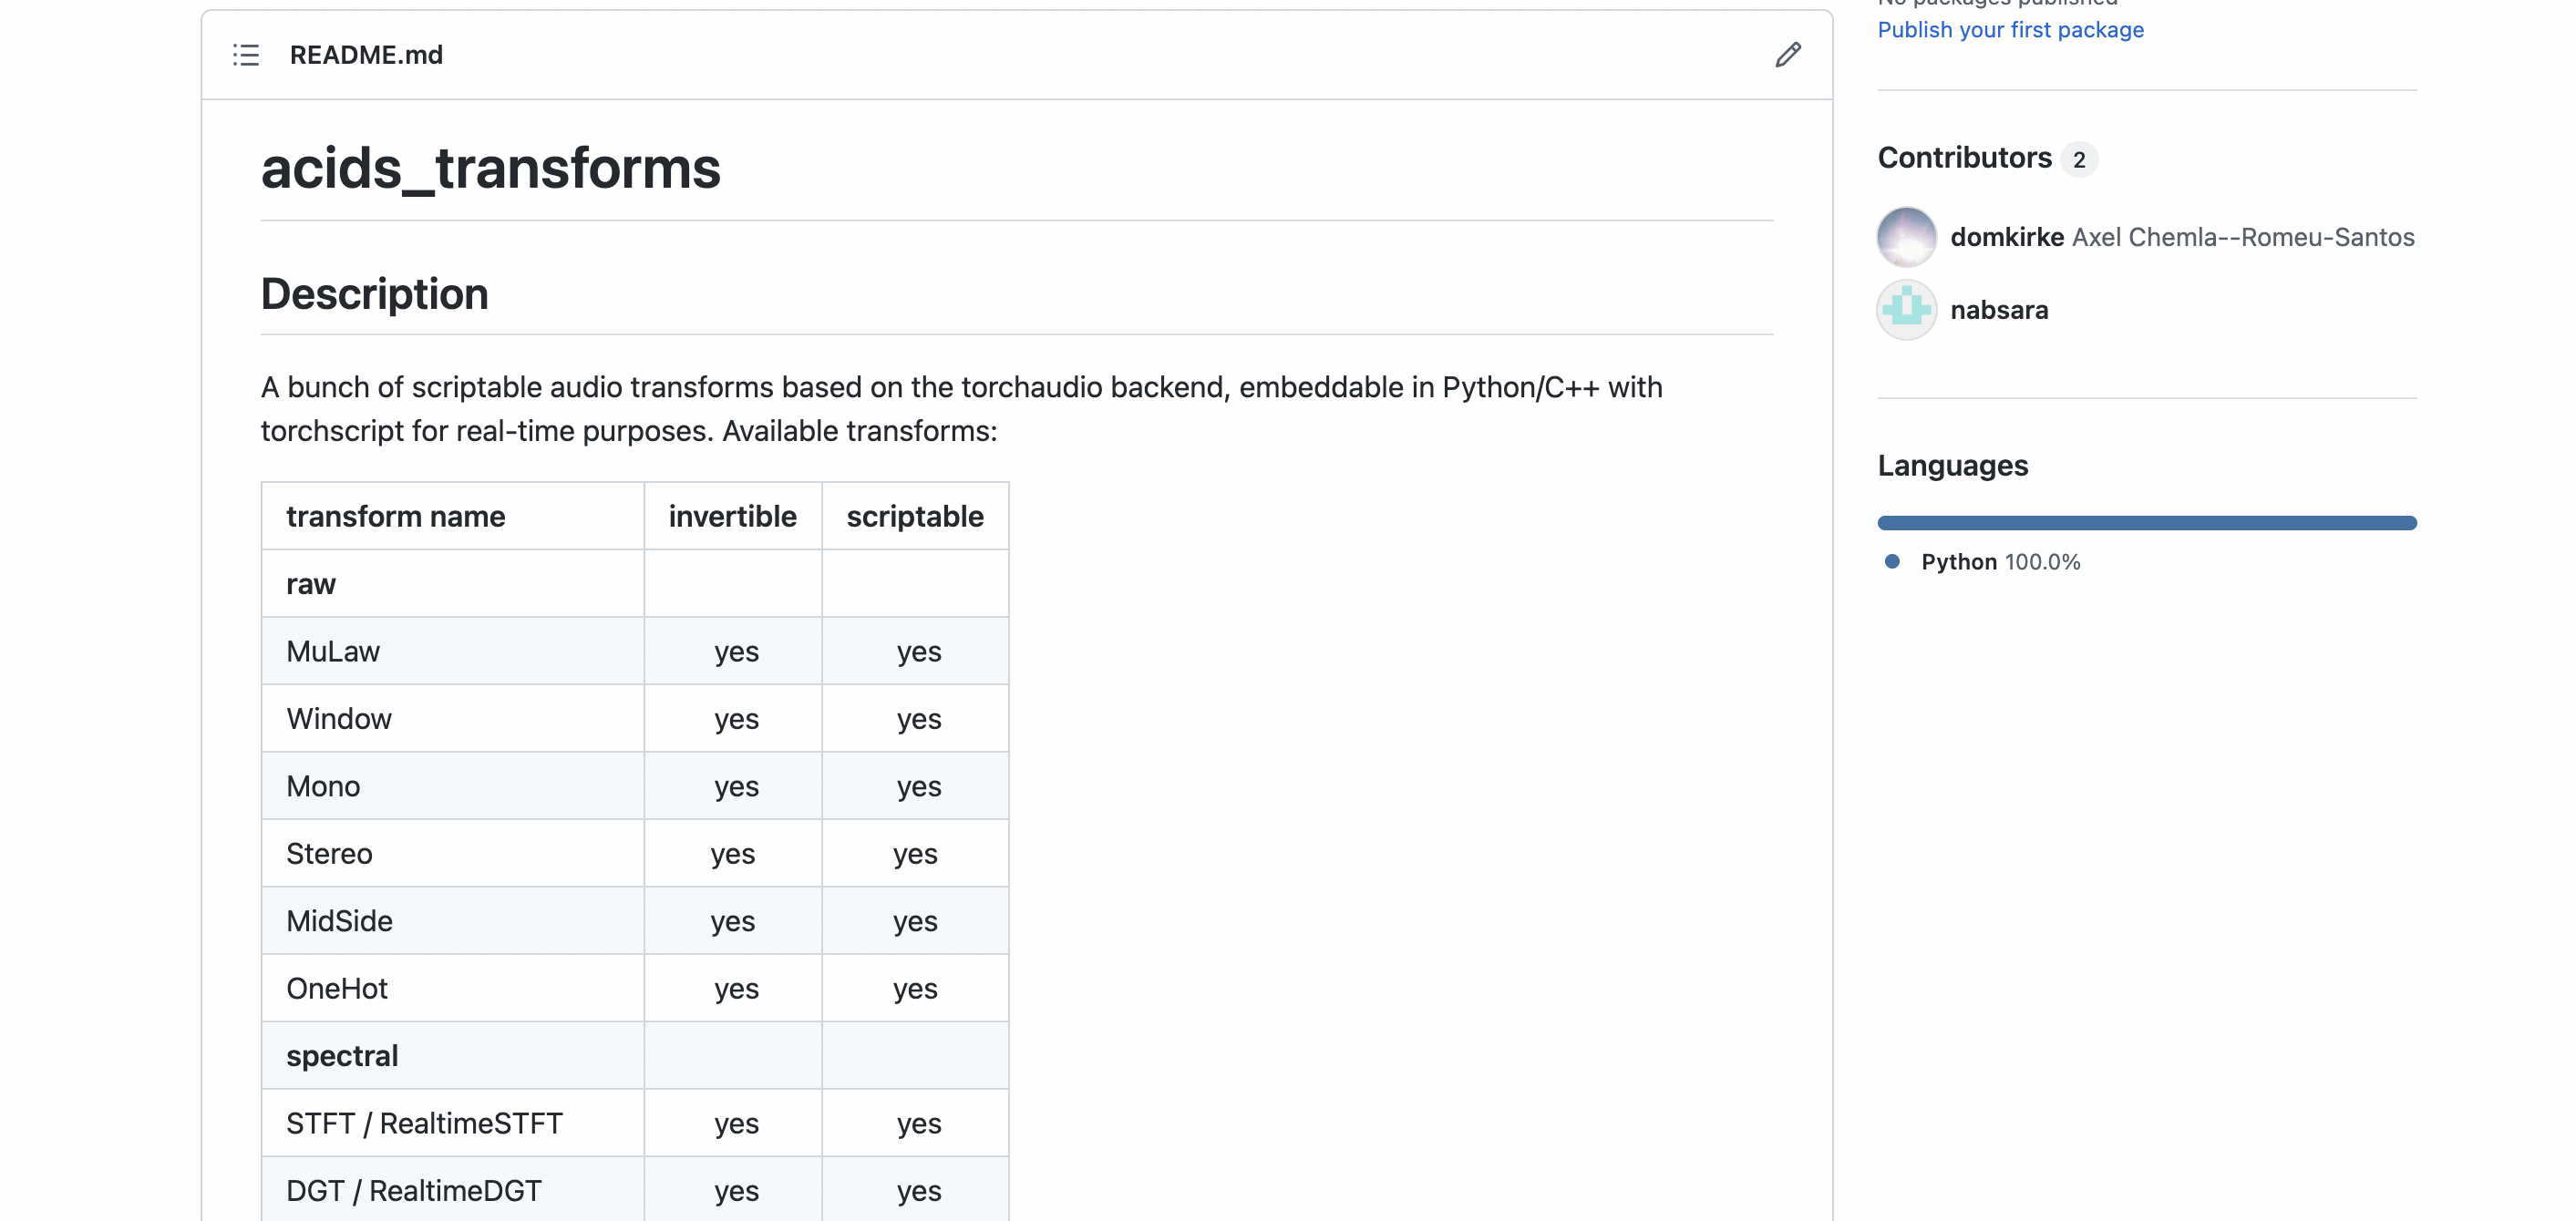 README.md
acids_transforms
Description
A bunch of scriptable audio transforms based on the torchaudio backend, embeddable in Python/C++ with
torchscript for real-time purposes. Available transforms:
transform name invertible scriptable
raw
MuLaw yes yes
Window yes yes
Mono yes yes
Stereo yes yes
MidSide yes yes
OneHot yes yes
spectral
STFT / RealtimeSTFT yes yes
DGT / RealtimeDGT yes yes
No packages published
Publish your first package
Contributors 2
domkirke Axel Chemla--Romeu-Santos
nabsara
Languages
Python 100.0%